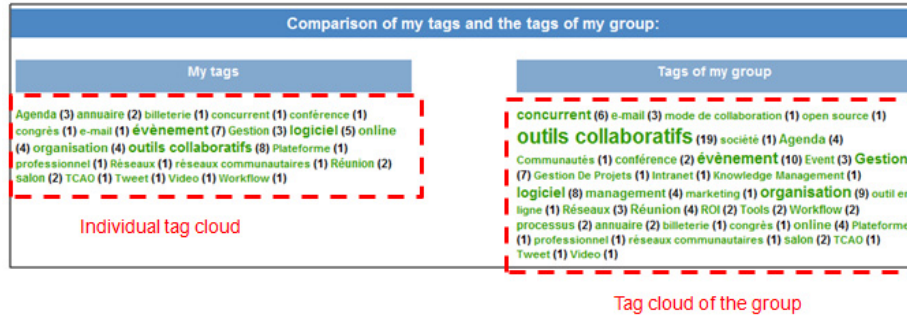 Comparison of my tags and the tags of my group:
My tags
Agenda (3) annuaire (2) billeterie (1) concurrent (1) conférence (1)
congrès (1) e-mail (1) évènement (7) Gestion (3) logiciel (5) online
(4) organisation (4) outils collaboratifs (8) Plateforme (1)
professionnel (1) Réseaux (1) réseaux communautaires (1) Réunion (2)
salon (2) TCAO (1) Tweet (1) Video (1) Workflow (1)
Individual tag cloud
Tags of my group
concurrent (6) e-mail (3) mode de collaboration (1) open source (1)
outils collaboratifs (19) société (1) Agenda (4)
Communautés (1) conférence (2) évènement (10) Event (3) Gestion
(7) Gestion De Projets (1) Intranet (1) Knowledge Management (1)
logiciel (8) management (4) marketing (1) organisation (9) outil en
ligne (1) Réseaux (3) Réunion (4) ROI (2) Tools (2) Workflow (2)
processus (2) annuaire (2) billeterie (1) congrès (1) online (4) Plateforme
(1) professionnel (1) réseaux communautaires (1) salon (2) TCAO (1)
Tweet (1) Video (1)
Tag cloud of the group